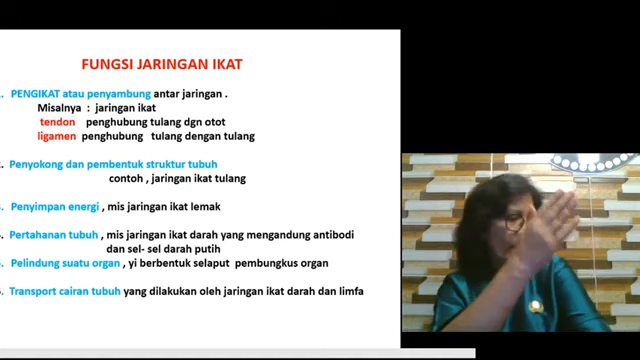 FUNGSI JARINGAN IKAT
PENGIKAT atau penyambung antar jaringan .
Misalnya : jaringan ikat
tendon penghubung tulang dgn otot
ligamen penghubung tulang dengan tulang
Penyokong dan pembentuk struktur tubuh
contoh , jaringan ikat tulang
Penyimpan energi , mis jaringan ikat lemak
Pertahanan tubuh , mis jaringan ikat darah yang mengandung antibodi
dan sel- sel darah putih
Pelindung suatu organ , yi berbentuk selaput pembungkus organ
Transport cairan tubuh yang dilakukan oleh jaringan ikat darah dan limfa